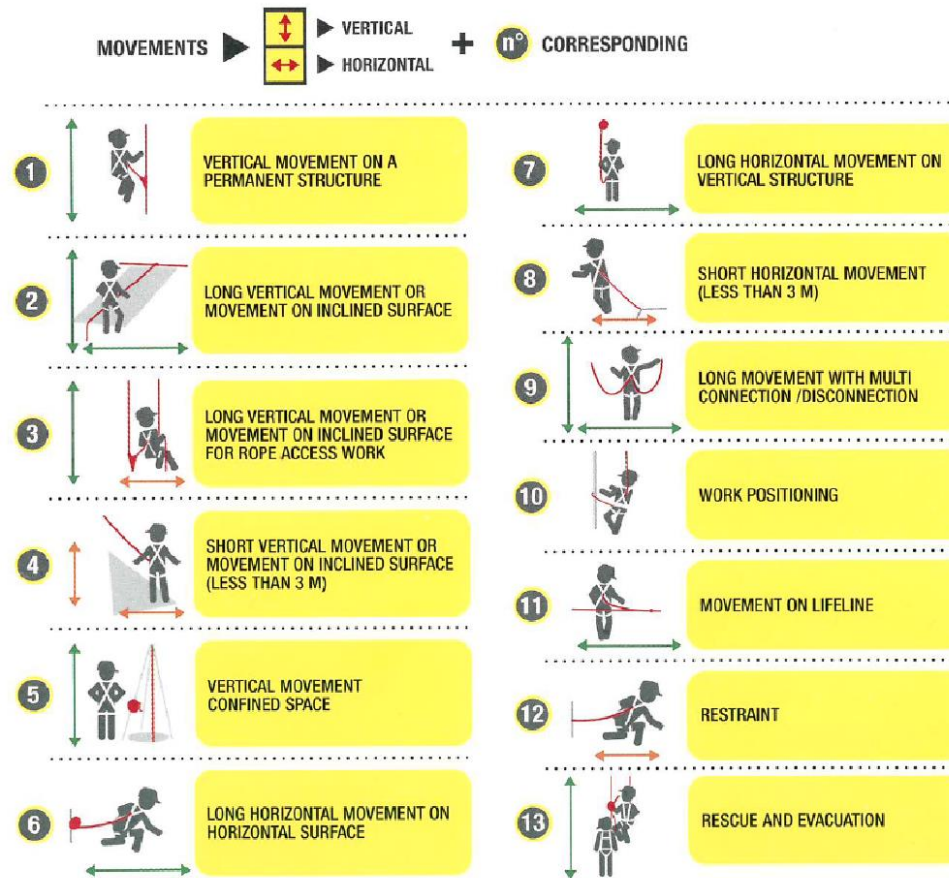 MOVEMENTS
VERTICAL
HORIZONTAL
+
n° CORRESPONDING
1
VERTICAL MOVEMENT ON A
PERMANENT STRUCTURE
2
LONG VERTICAL MOVEMENT OR
MOVEMENT ON INCLINED SURFACE
3
LONG VERTICAL MOVEMENT OR
MOVEMENT ON INCLINED SURFACE
FOR ROPE ACCESS WORK
4
SHORT VERTICAL MOVEMENT OR
MOVEMENT ON INCLINED SURFACE
(LESS THAN 3 M)
5
VERTICAL MOVEMENT
CONFINED SPACE
6
LONG HORIZONTAL MOVEMENT ON
HORIZONTAL SURFACE
7
LONG HORIZONTAL MOVEMENT ON
VERTICAL STRUCTURE
8
SHORT HORIZONTAL MOVEMENT
(LESS THAN 3 M)
9
LONG MOVEMENT WITH MULTI
CONNECTION /DISCONNECTION
10
WORK POSITIONING
11
MOVEMENT ON LIFELINE
12
RESTRAINT
13
RESCUE AND EVACUATION